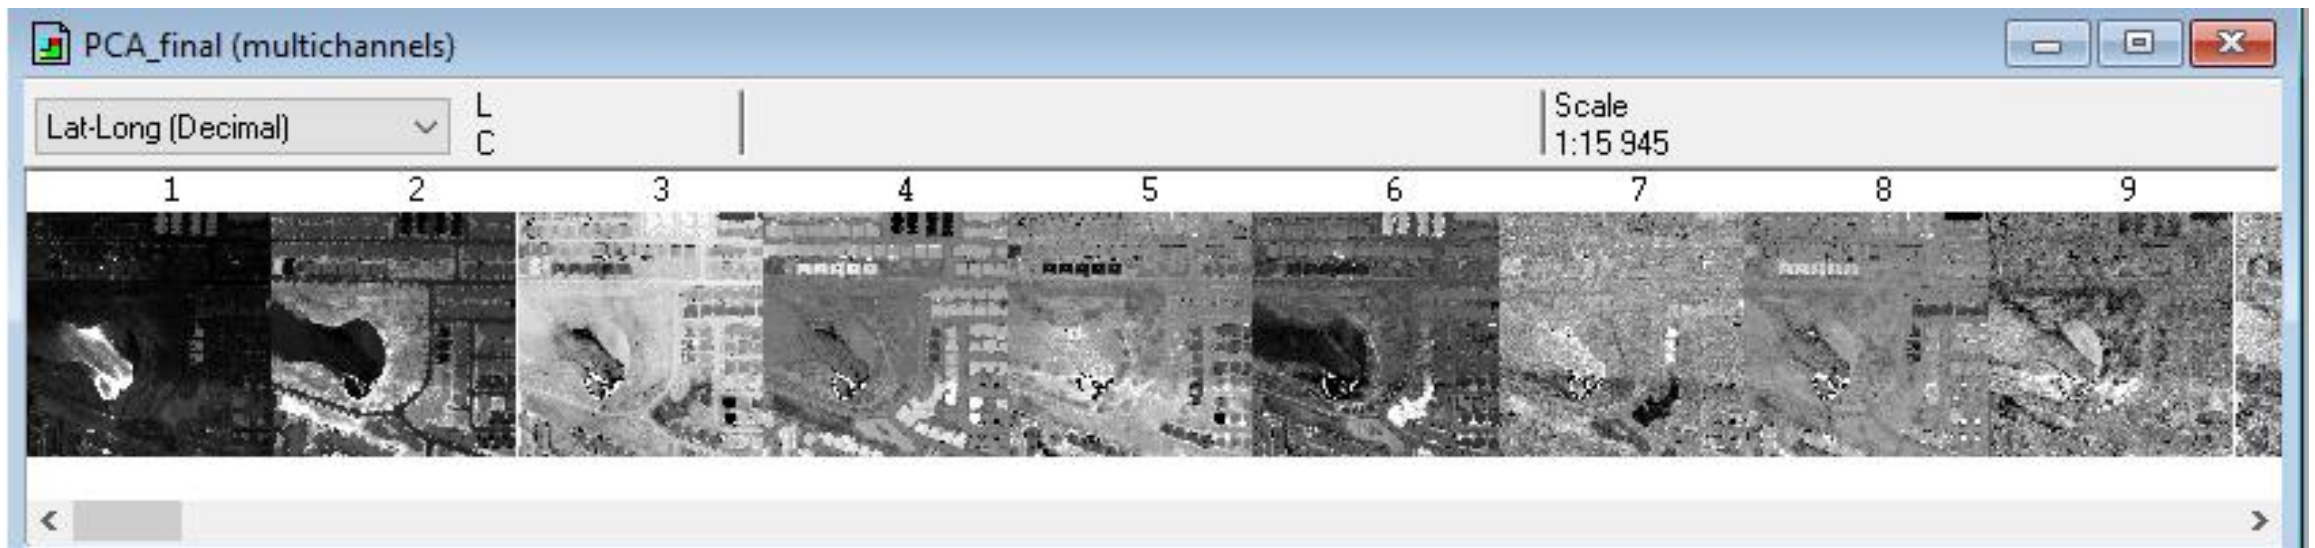 PCA_final (multichannels)
Lat-Long (Decimal)
L
C
Scale
1:15 945
1 2 3 4 5 6 7 8 9